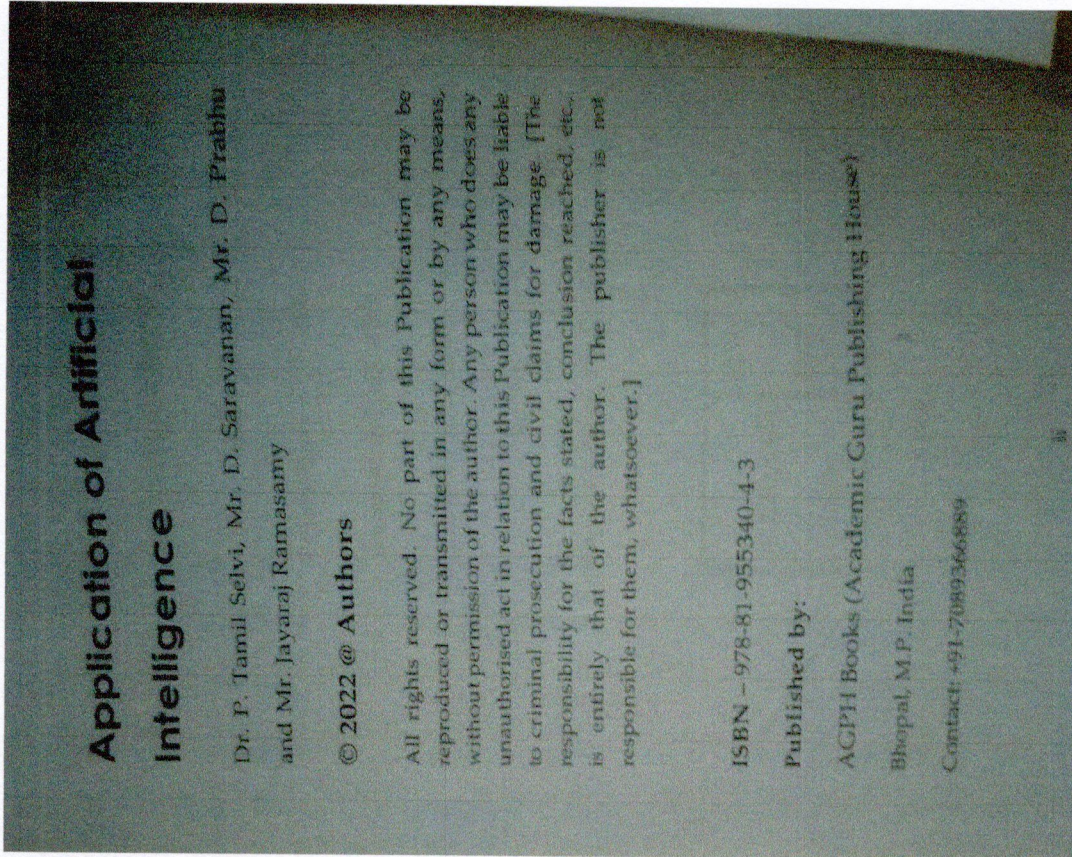 Application of Artificial
Intelligence
Dr. P. Tamil Selvi, Mr. D. Saravanan, Mr. D. Prabhu
and Mr. Jayaraj Ramasamy
© 2022 @ Authors
All rights reserved. No part of this Publication may be
reproduced or transmitted in any form or by any means,
without permission of the author. Any person who does any
unauthorised act in relation to this Publication may be liable
to criminal prosecution and civil claims for damage. [The
responsibility for the facts stated, conclusion reached, etc.,
is entirely that of the author. The publisher is not
responsible for them, whatsoever.]
ISBN – 978-81-955340-4-3
Published by:
AGPH Books (Academic Guru Publishing House)
Bhopal, M.P. India
Contact: +91-7089366889